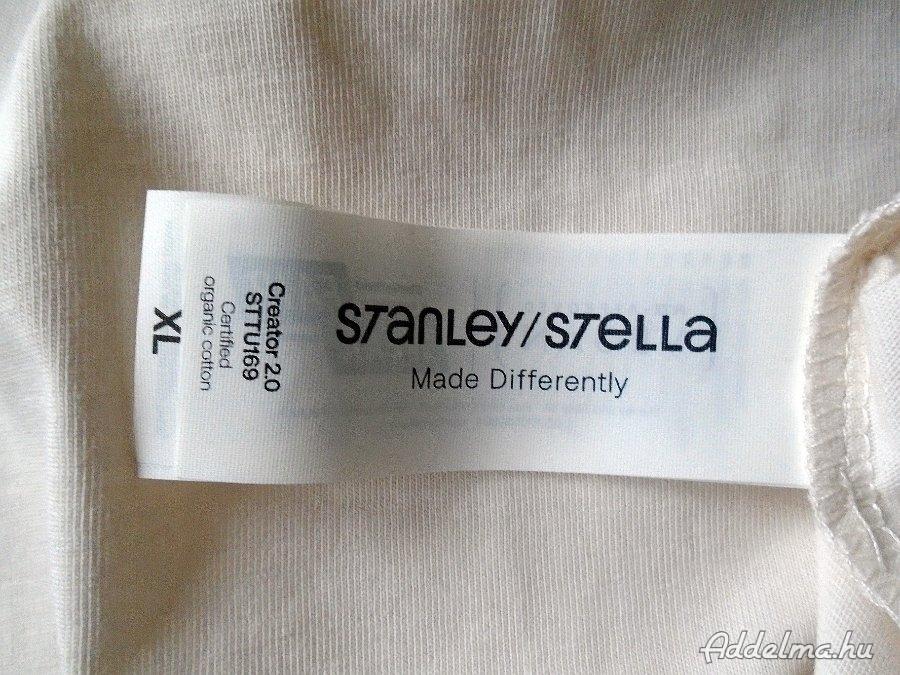 STANLEY/STELLA
Made Differently
Creator 2.0
STTU169
Certified
organic cotton
XL
Addelma.hu